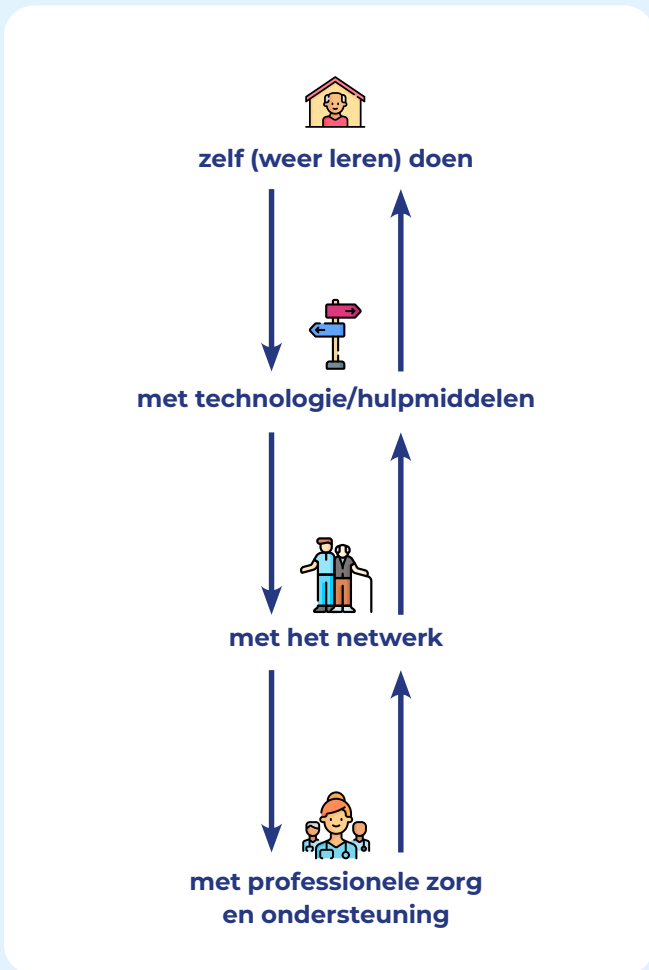 zelf (weer leren) doen
met technologie/hulpmiddelen
met het netwerk
met professionele zorg
en ondersteuning